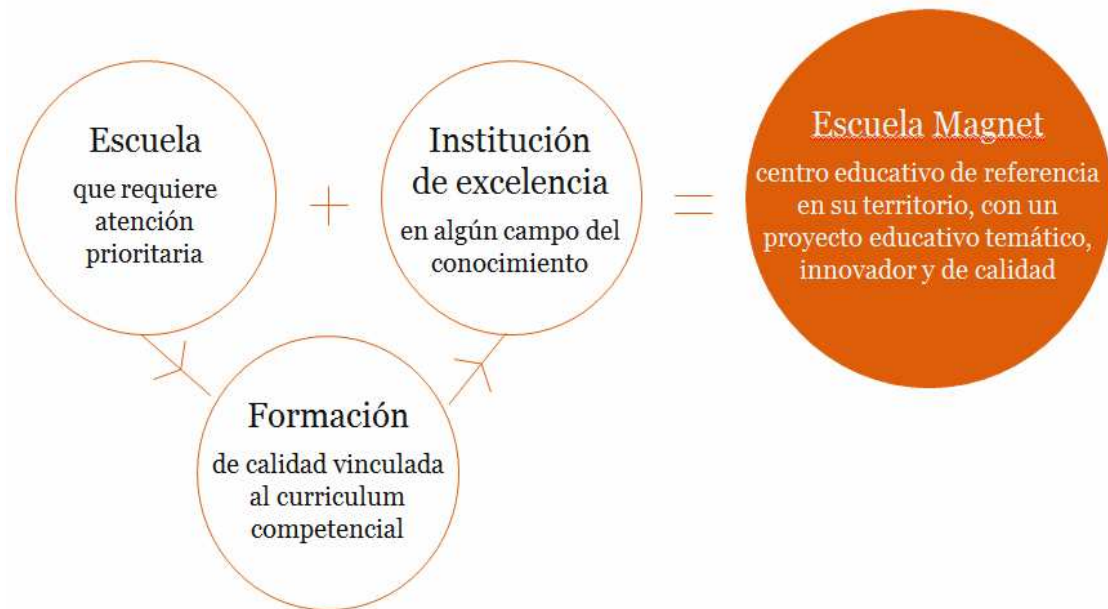 Escuela
que requiere
atención
prioritaria
+
Institución
de excelencia
en algún campo del
conocimiento
=
Escuela Magnet
centro educativo de referencia
en su territorio, con un
proyecto educativo temático,
innovador y de calidad
Formación
de calidad vinculada
al curriculum
competencial